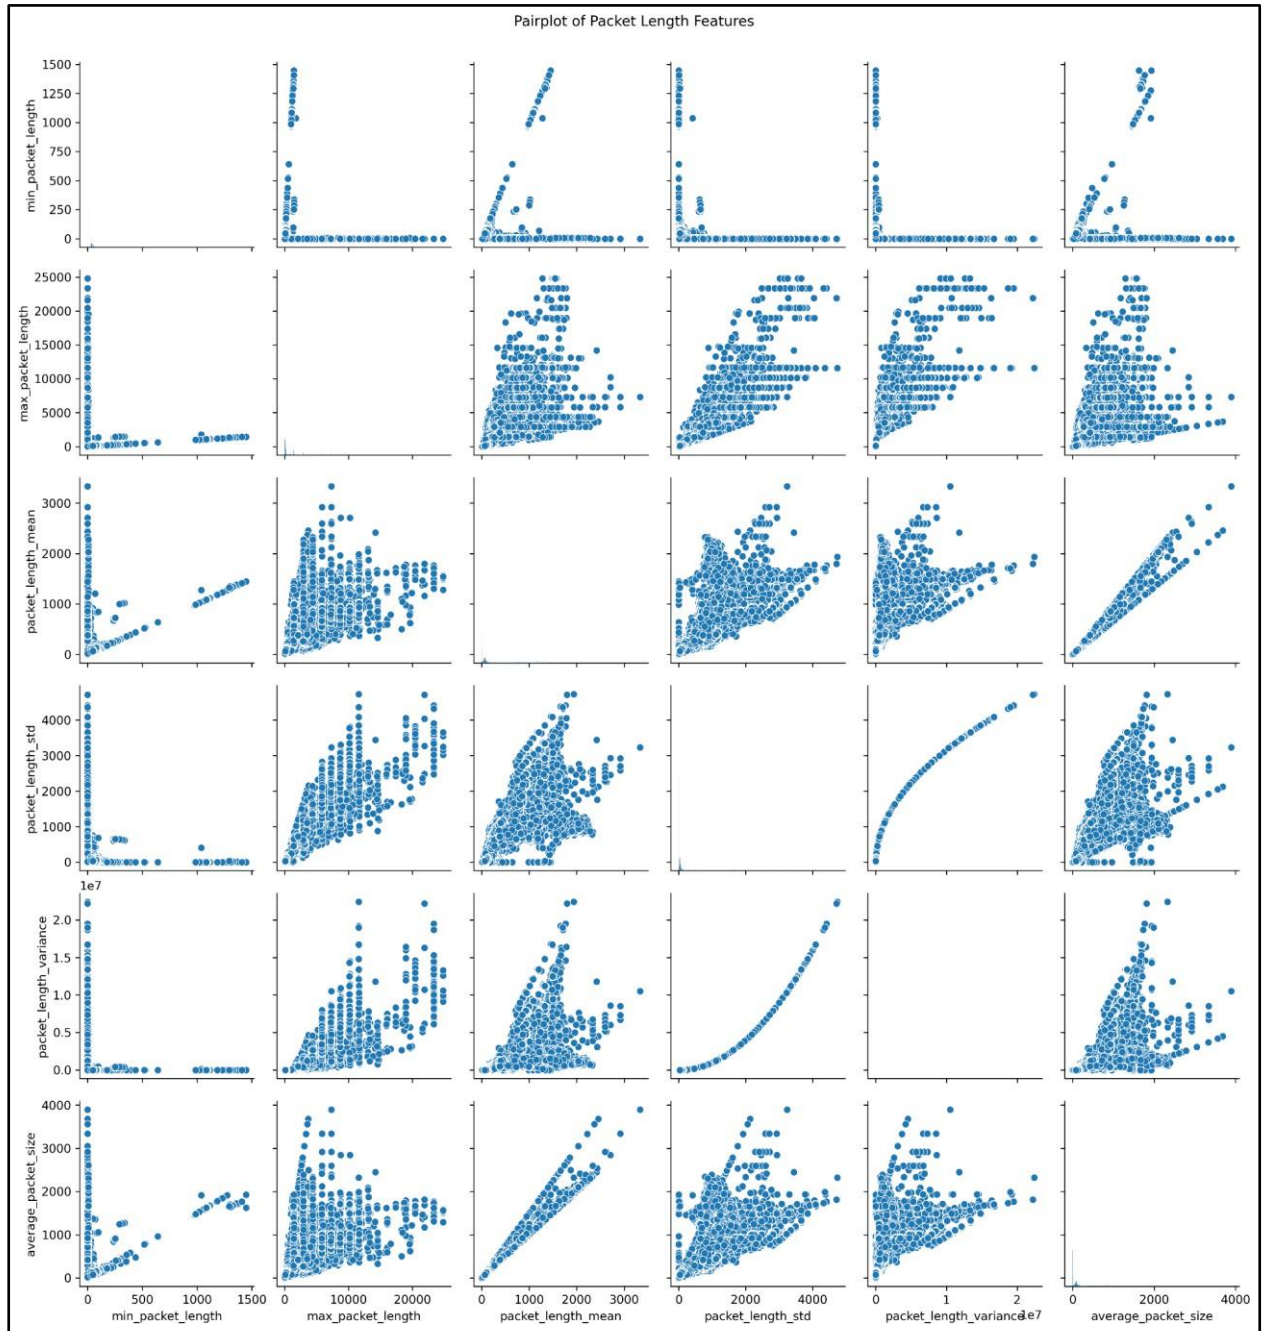 Pairplot of Packet Length Features
1500
1250
1000
750
500
250
0
min_packet_length
25000
20000
15000
10000
5000
0
max_packet_length
3000
2000
1000
0
packet_length_mean
4000
3000
2000
1000
0
packet_length_std
1e7
2.0
1.5
1.0
0.5
0.0
packet_length_variance
4000
3000
2000
1000
0
average_packet_size
0 500 1000 1500
min_packet_length
0 10000 20000
max_packet_length
0 1000 2000 3000
packet_length_mean
0 2000 4000
packet_length_std
0 1 2
packet_length_variance 1e7
0 2000 4000
average_packet_size